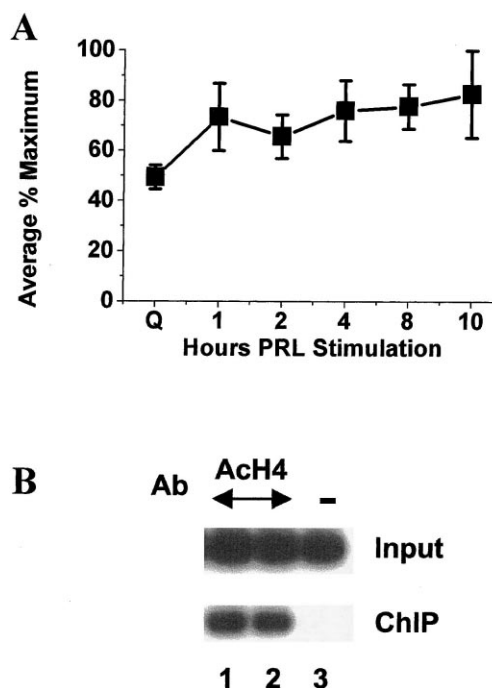 A
100
80
60
40
20
0
Average % Maximum
Q 1 2 4 8 10
Hours PRL Stimulation
B
Ab AcH4 -
Input
ChIP
1 2 3